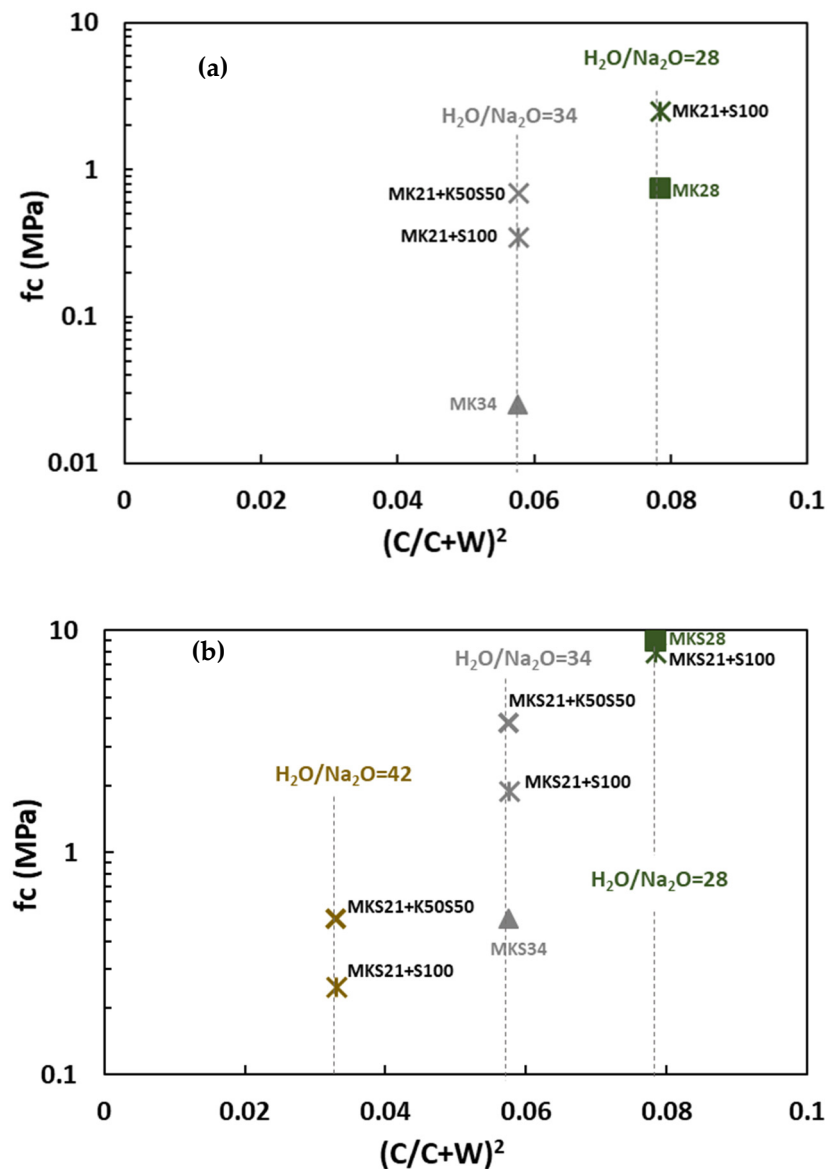 10
(a)
H₂O/Na₂O=28
H₂O/Na₂O=34
MK21+S100
1
MK21+K50S50
MK28
MK21+S100
fc (MPa)
0.1
MK34
0.01
0
0.02
0.04
0.06
0.08
0.1
(C/C+W)²
10
(b)
MKS28
H₂O/Na₂O=34
MKS21+S100
MKS21+K50S50
H₂O/Na₂O=42
MKS21+S100
fc (MPa)
1
H₂O/Na₂O=28
MKS21+K50S50
MKS34
MKS21+S100
0.1
0
0.02
0.04
0.06
0.08
0.1
(C/C+W)²